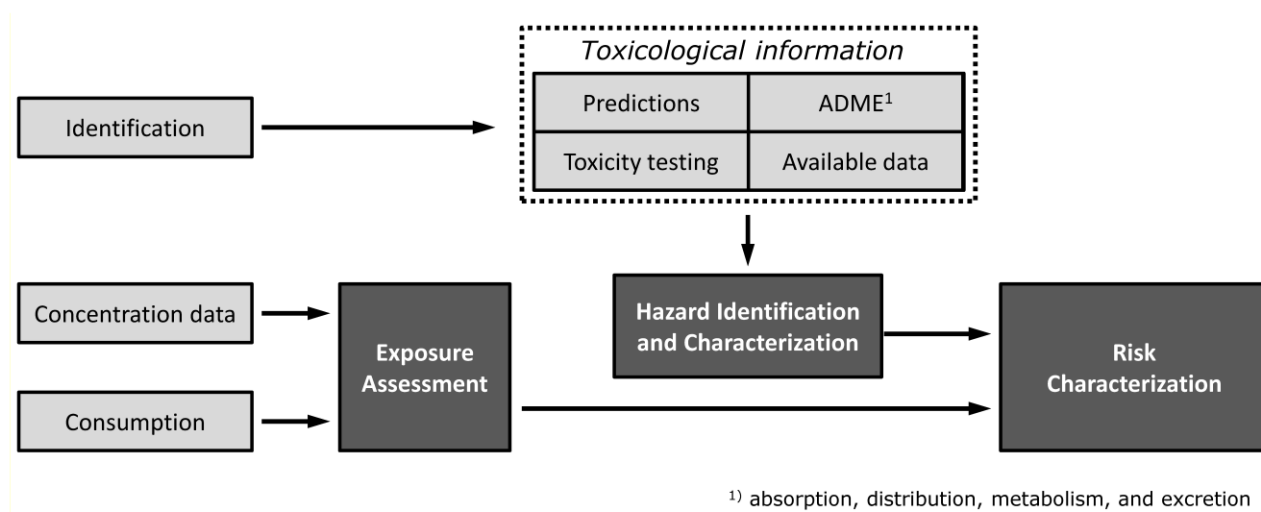 Toxicological information
Predictions
ADME¹
Identification
Toxicity testing
Available data
Concentration data
Consumption
Exposure
Assessment
Hazard Identification
and Characterization
Risk
Characterization
¹⁾ absorption, distribution, metabolism, and excretion